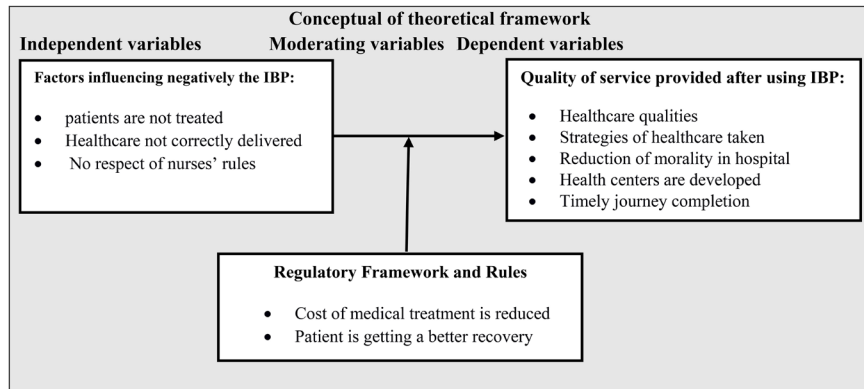 Conceptual of theoretical framework
Independent variables
Moderating variables
Dependent variables
Factors influencing negatively the IBP:
• patients are not treated
• Healthcare not correctly delivered
• No respect of nurses’ rules
Quality of service provided after using IBP:
• Healthcare qualities
• Strategies of healthcare taken
• Reduction of morality in hospital
• Health centers are developed
• Timely journey completion
Regulatory Framework and Rules
• Cost of medical treatment is reduced
• Patient is getting a better recovery